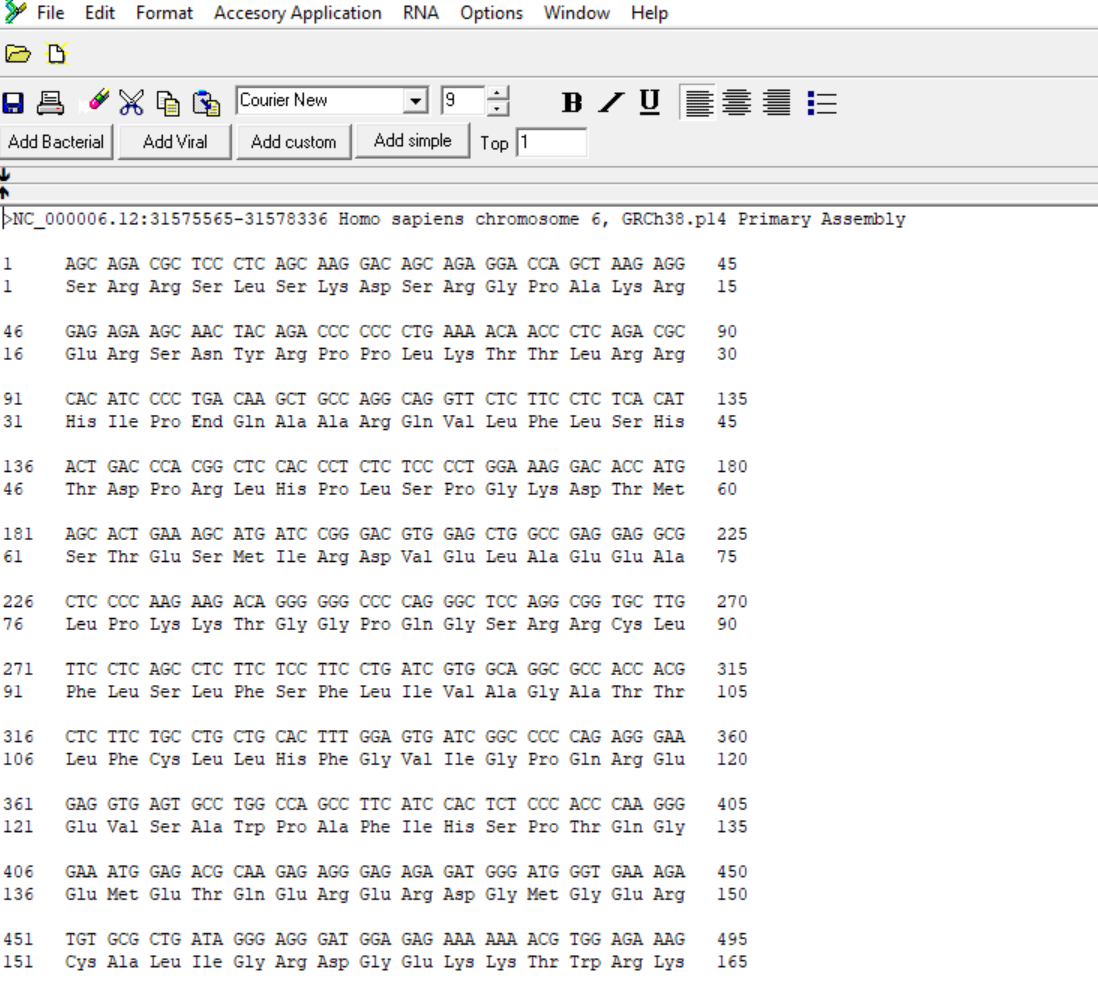 File Edit Format Accesory Application RNA Options Window Help
Courier New 9 B I U
Add Bacterial Add Viral Add custom Add simple Top 1
>NC_000006.12:31575565-31578336 Homo sapiens chromosome 6, GRCh38.p14 Primary Assembly
1 AGC AGA CGC TCC CTC AGC AAG GAC AGC AGA GGA CCA GCT AAG AGG 45
1 Ser Arg Arg Ser Leu Ser Lys Asp Ser Arg Gly Pro Ala Lys Arg 15
46 GAG AGA AGC AAC TAC AGA CCC CCC CTG AAA ACA ACC CTC AGA CGC 90
16 Glu Arg Ser Asn Tyr Arg Pro Pro Leu Lys Thr Thr Leu Arg Arg 30
91 CAC ATC CCC TGA CAA GCT GCC AGG CAG GTT CTC TTC CTC TCA CAT 135
31 His Ile Pro End Gln Ala Ala Arg Gln Val Leu Phe Leu Ser His 45
136 ACT GAC CCA CGG CTC CAC CCT CTC TCC CCT GGA AAG GAC ACC ATG 180
46 Thr Asp Pro Arg Leu His Pro Leu Ser Pro Gly Lys Asp Thr Met 60
181 AGC ACT GAA AGC ATG ATC CGG GAC GTG GAG CTG GCC GAG GAG GCG 225
61 Ser Thr Glu Ser Met Ile Arg Asp Val Glu Leu Ala Glu Glu Ala 75
226 CTC CCC AAG AAG ACA GGG GGG CCC CAG GGC TCC AGG CGG TGC TTG 270
76 Leu Pro Lys Lys Thr Gly Gly Pro Gln Gly Ser Arg Arg Cys Leu 90
271 TTC CTC AGC CTC TTC TCC TTC CTG ATC GTG GCA GGC GCC ACC ACG 315
91 Phe Leu Ser Leu Phe Ser Phe Leu Ile Val Ala Gly Ala Thr Thr 105
316 CTC TTC TGC CTG CTG CAC TTT GGA GTG ATC GGC CCC CAG AGG GAA 360
106 Leu Phe Cys Leu Leu His Phe Gly Val Ile Gly Pro Gln Arg Glu 120
361 GAG GTG AGT GCC TGG CCA GCC TTC ATC CAC TCT CCC ACC CAA GGG 405
121 Glu Val Ser Ala Trp Pro Ala Phe Ile His Ser Pro Thr Gln Gly 135
406 GAA ATG GAG ACG CAA GAG AGG GAG AGA GAT GGG ATG GGT GAA AGA 450
136 Glu Met Glu Thr Gln Glu Arg Glu Arg Asp Gly Met Gly Glu Arg 150
451 TGT GCG CTG ATA GGG AGG GAT GGA GAG AAA AAA ACG TGG AGA AAG 495
151 Cys Ala Leu Ile Gly Arg Asp Gly Glu Lys Lys Thr Trp Arg Lys 165